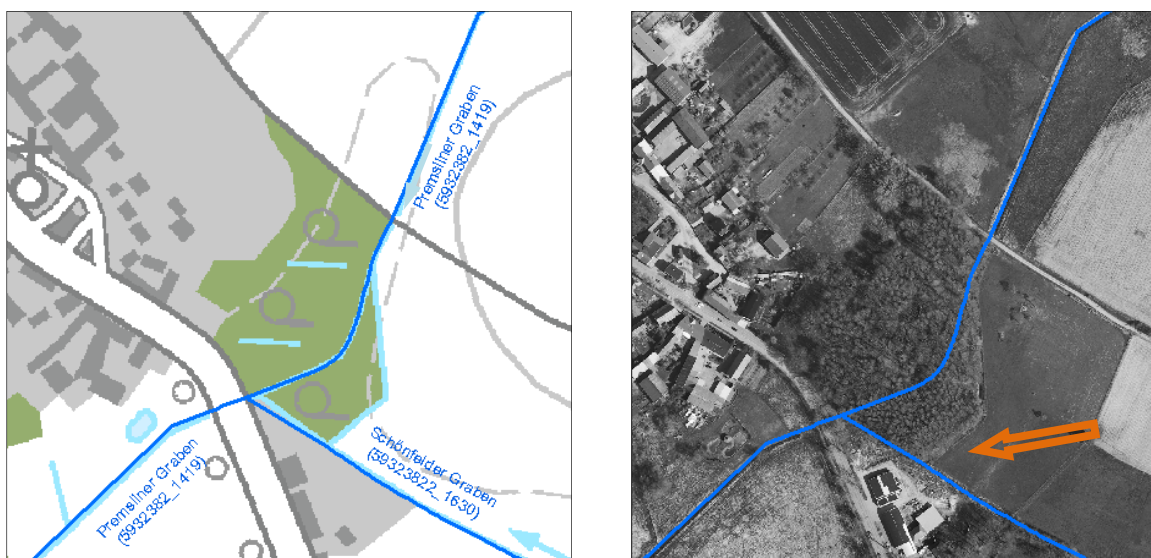 Premsliner Graben
(5932382_1419)
Schönfelder Graben
(59323822_1630)
Premsliner Graben
(5932382_1419)